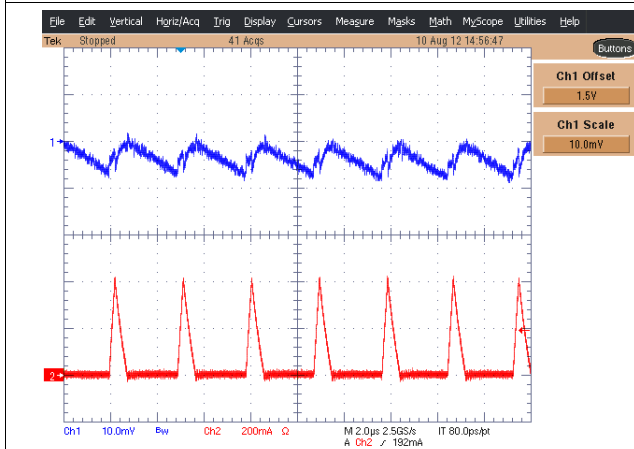 File Edit Vertical Horiz/Acq Trig Display Cursors Measure Masks Math MyScope Utilities Help
Tek Stopped 41 Acqs 10 Aug 12 14:56:47
Buttons
Ch1 Offset
1.5V
Ch1 Scale
10.0mV
1
2
Ch1 10.0mV Bw Ch2 200mA Ω M 2.0µs 2.5GS/s IT 80.0ps/pt
A Ch2 / 192mA